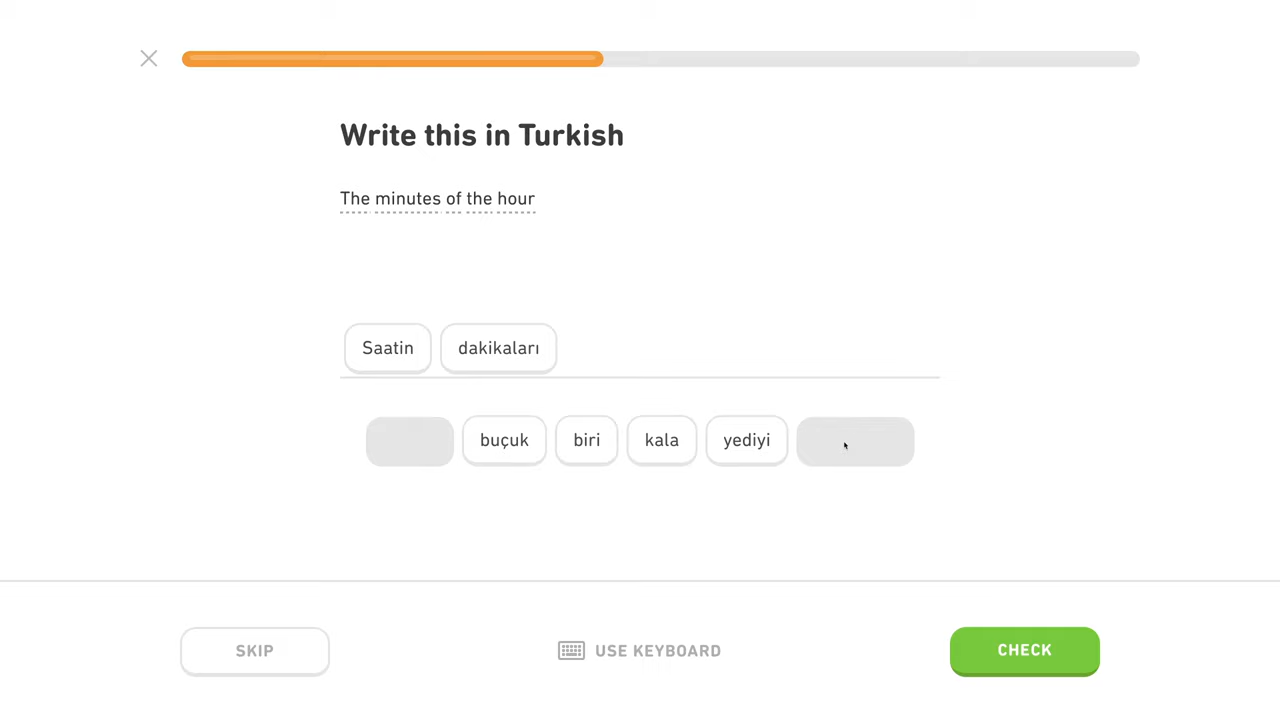 Write this in Turkish
The minutes of the hour
Saatin dakikaları
buçuk biri kala yediyi
SKIP USE KEYBOARD CHECK